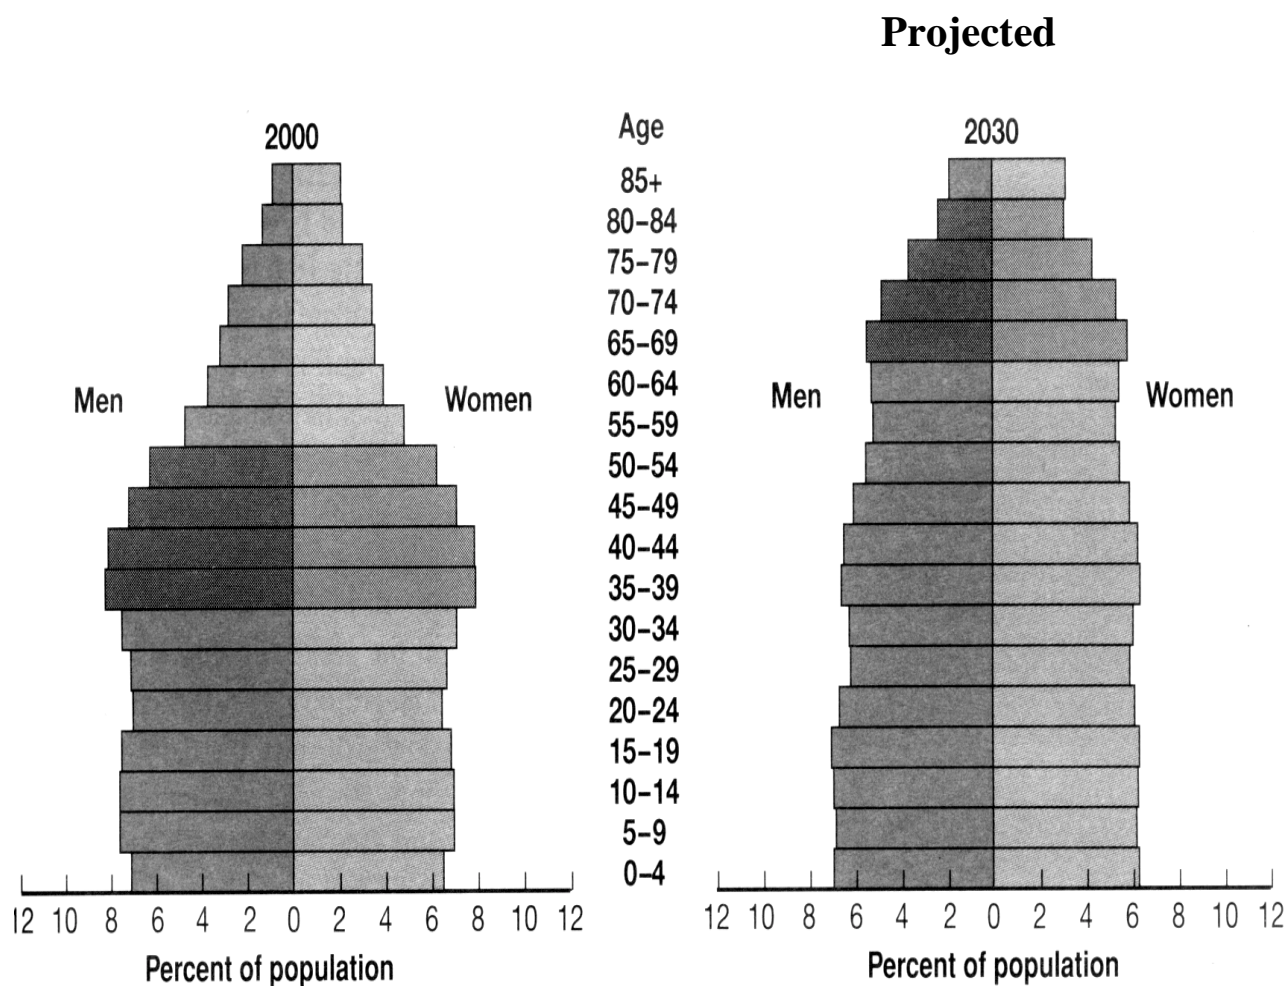 Projected
2000
Age
2030
85+
80–84
75–79
70–74
65–69
60–64
55–59
50–54
45–49
40–44
35–39
30–34
25–29
20–24
15–19
10–14
5–9
0–4
Men
Women
Men
Women
12 10 8 6 4 2 0 2 4 6 8 10 12
12 10 8 6 4 2 0 2 4 6 8 10 12
Percent of population
Percent of population